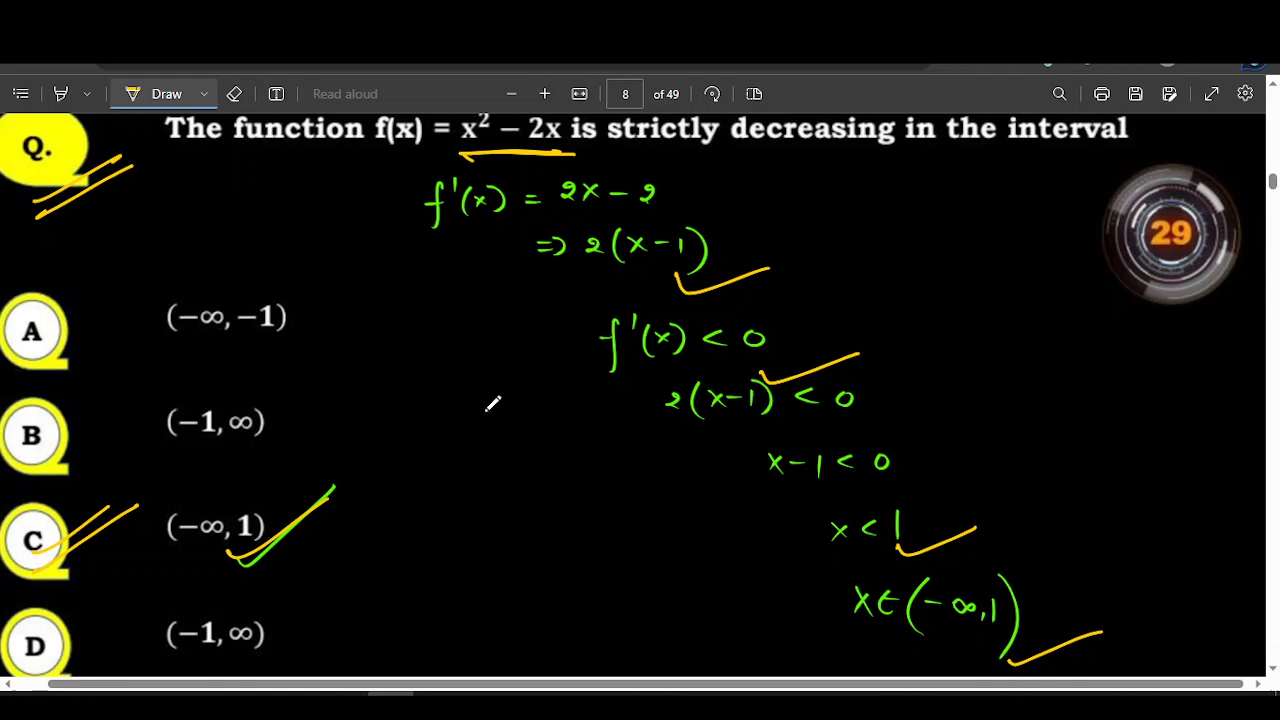 Draw
Read aloud
8 of 49
Q. The function f(x) = x² − 2x is strictly decreasing in the interval
f'(x) = 2x − 2
⇒ 2(x−1)
29
A (−∞, −1)
f'(x) < 0
2(x−1) < 0
B (−1, ∞)
x−1 < 0
C (−∞, 1)
x < 1
x∈(−∞,1)
D (−1, ∞)